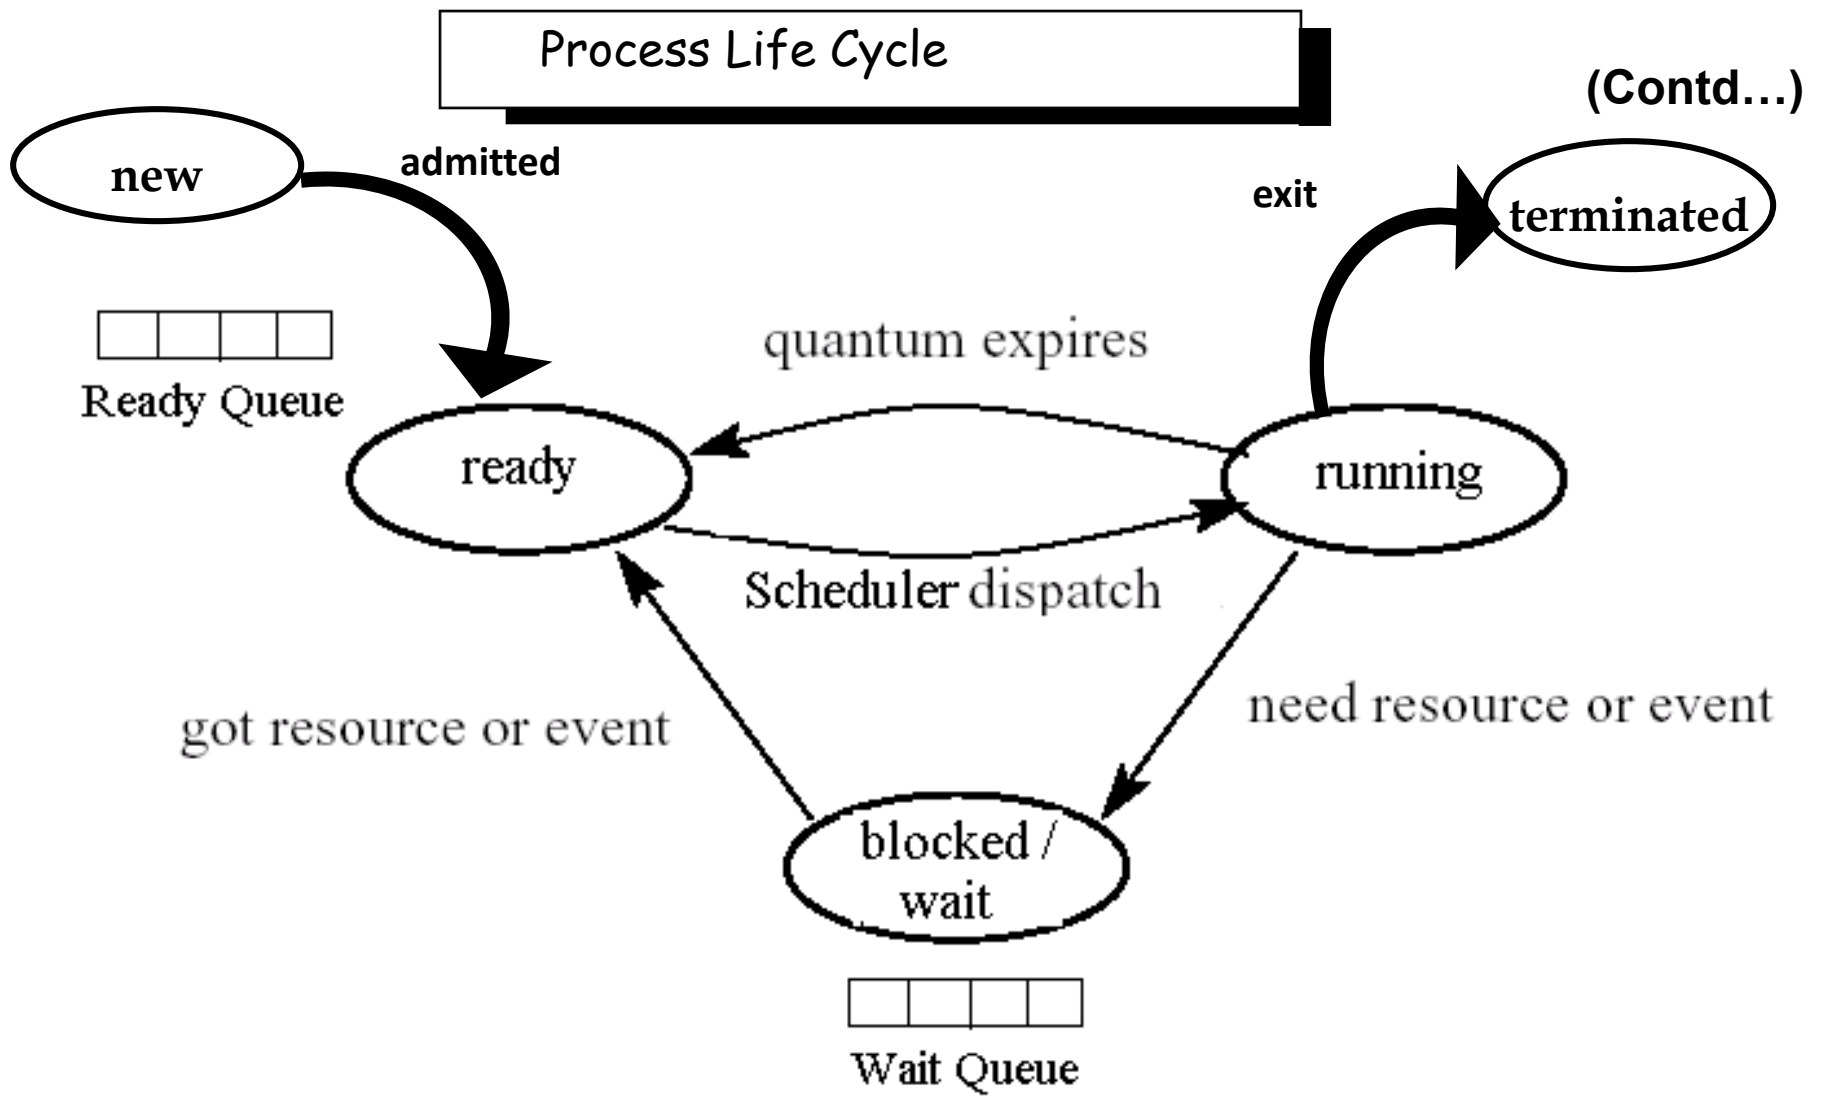 Process Life Cycle
(Contd...)
new
admitted
exit
terminated
quantum expires
Ready Queue
ready
running
Scheduler dispatch
got resource or event
need resource or event
blocked /
wait
Wait Queue